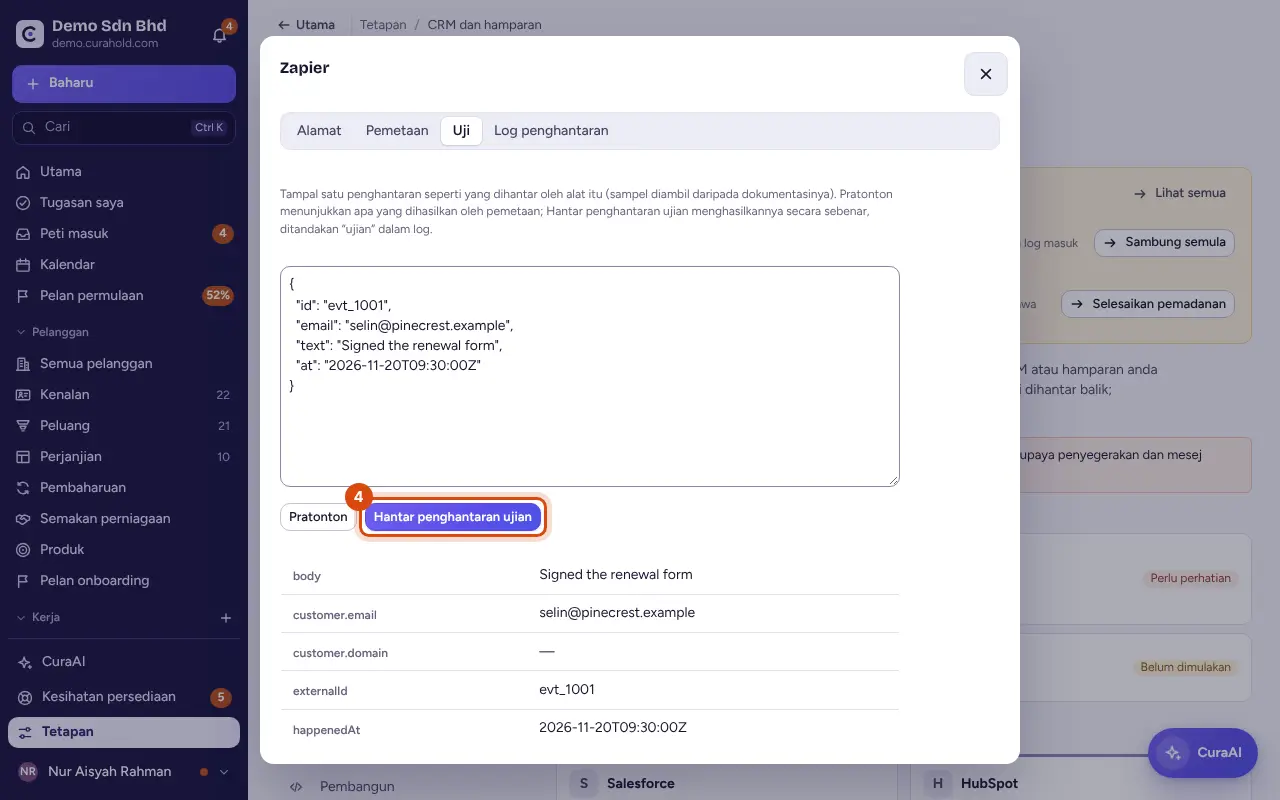 Demo Sdn Bhd
demo.curahold.com
4
Baharu
Cari
Ctrl K
Utama
Tugasan saya
Peti masuk
4
Kalendar
Pelan permulaan
52%
Pelanggan
Semua pelanggan
Kenalan
22
Peluang
21
Perjanjian
10
Pembaharuan
Semakan perniagaan
Produk
Pelan onboarding
Kerja
CuraAI
Kesihatan persediaan
5
Tetapan
NR
Nur Aisyah Rahman
Utama
Tetapan / CRM dan hamparan
Zapier
Alamat
Pemetaan
Uji
Log penghantaran
Tampal satu penghantaran seperti yang dihantar oleh alat itu (sampel diambil daripada dokumentasinya). Pratonton
menunjukkan apa yang dihasilkan oleh pemetaan; Hantar penghantaran ujian menghasilkannya secara sebenar,
ditandakan “ujian” dalam log.
{
"id": "evt_1001",
"email": "selin@pinecrest.example",
"text": "Signed the renewal form",
"at": "2026-11-20T09:30:00Z"
}
4
Pratonton
Hantar penghantaran ujian
body
Signed the renewal form
customer.email
selin@pinecrest.example
customer.domain
—
externalId
evt_1001
happenedAt
2026-11-20T09:30:00Z
Lihat semua
log masuk
Sambung semula
Selesaikan pemadanan
atau hamparan anda
dihantar balik;
penyegerakan dan mesej
Perlu perhatian
Belum dimulakan
CuraAI
Pembangun
S
Salesforce
H
HubSpot